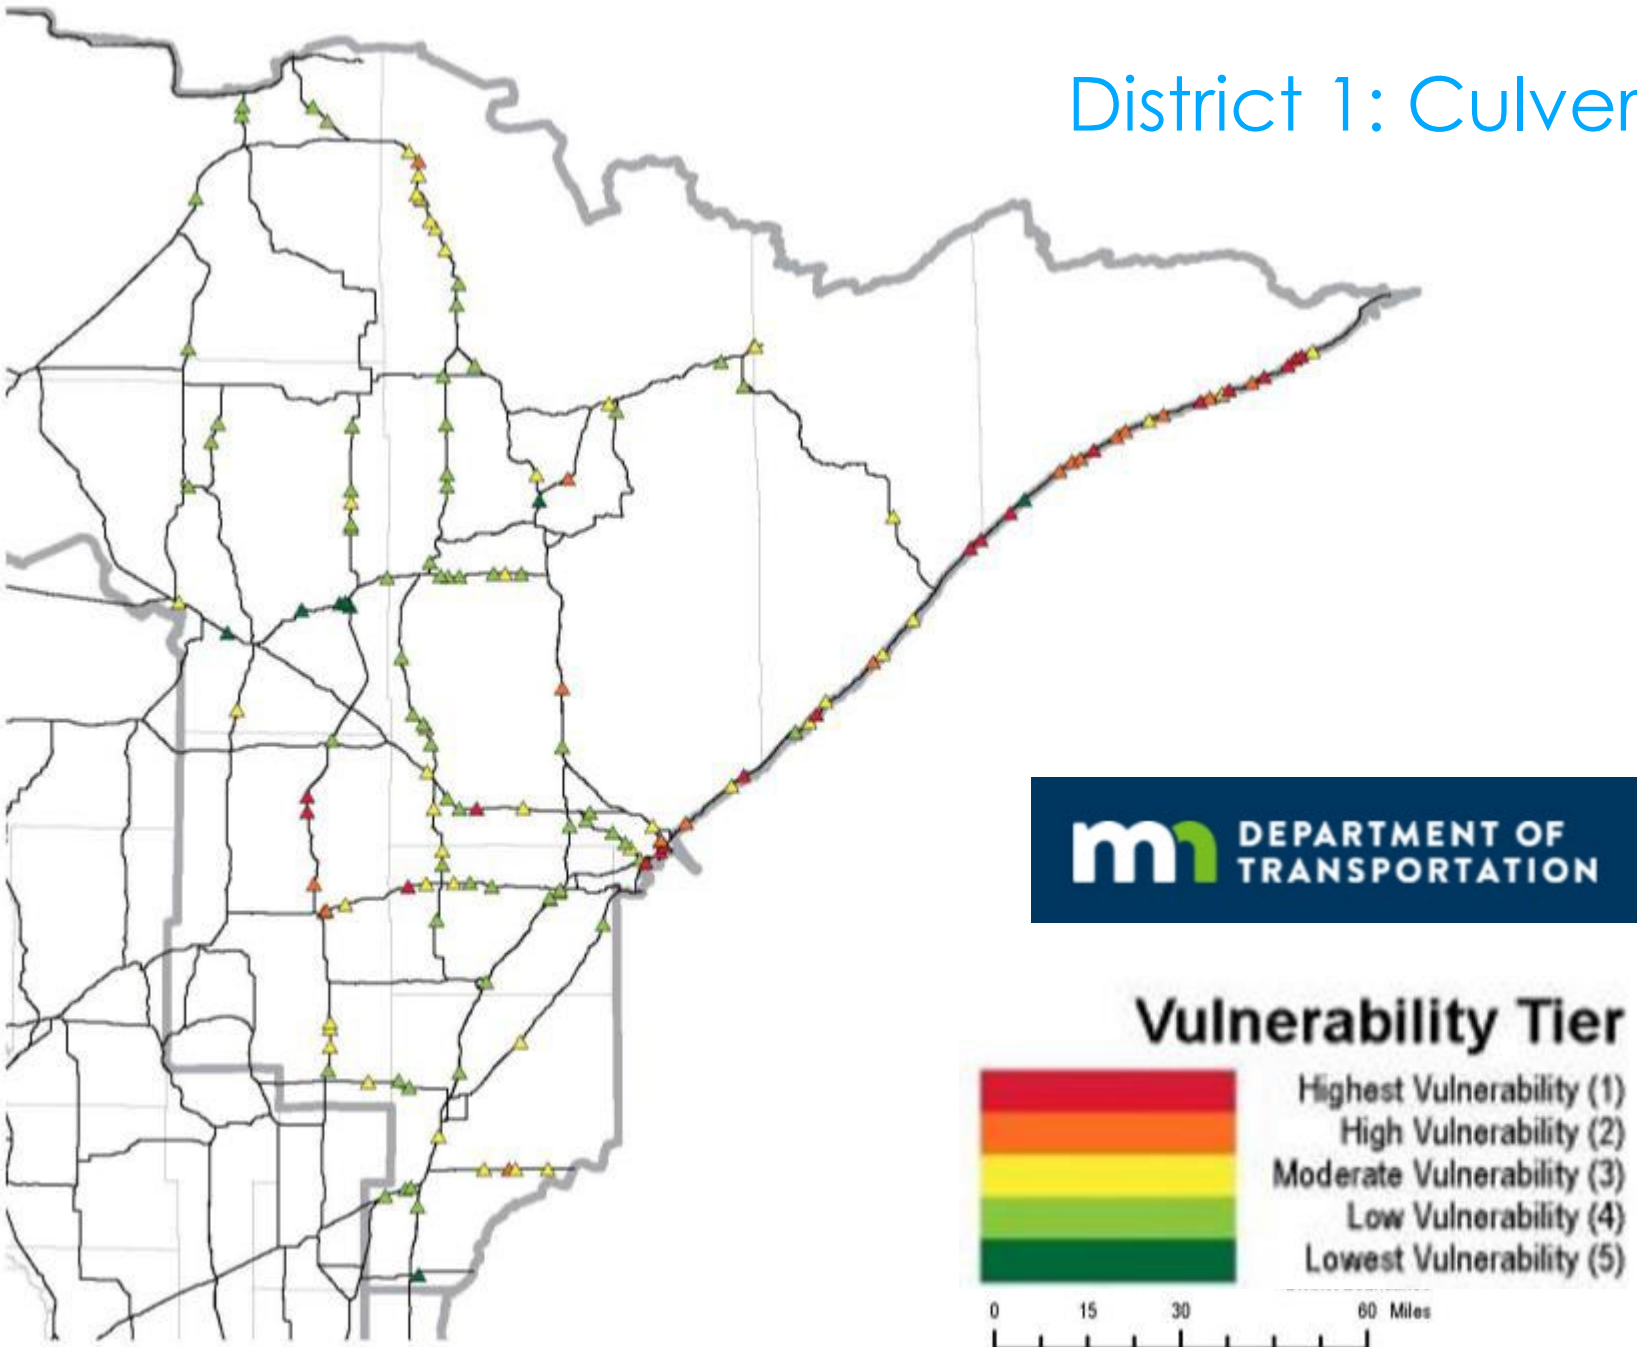 District 1: Culver
mn DEPARTMENT OF
TRANSPORTATION
Vulnerability Tier
Highest Vulnerability (1)
High Vulnerability (2)
Moderate Vulnerability (3)
Low Vulnerability (4)
Lowest Vulnerability (5)
0 15 30 60 Miles